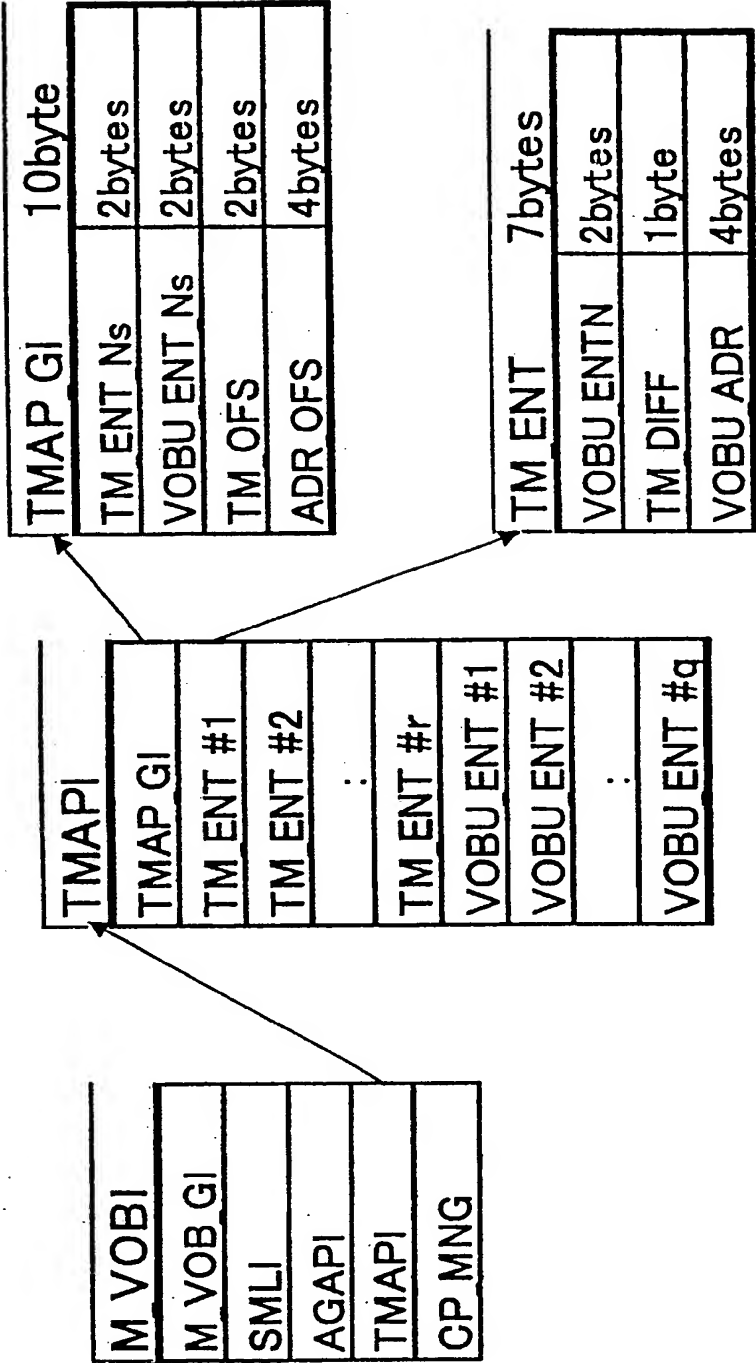 M VOBI
M VOB GI
SMLI
AGAPI
TMAPI
CP MNG
TMAPI
TMAP GI
TM ENT #1
TM ENT #2
:
TM ENT #r
VOBU ENT #1
VOBU ENT #2
:
VOBU ENT #q
TMAP GI 10byte
TM ENT Ns 2bytes
VOBU ENT Ns 2bytes
TM OFS 2bytes
ADR OFS 4bytes
TM ENT 7bytes
VOBU ENTN 2bytes
TM DIFF 1byte
VOBU ADR 4bytes